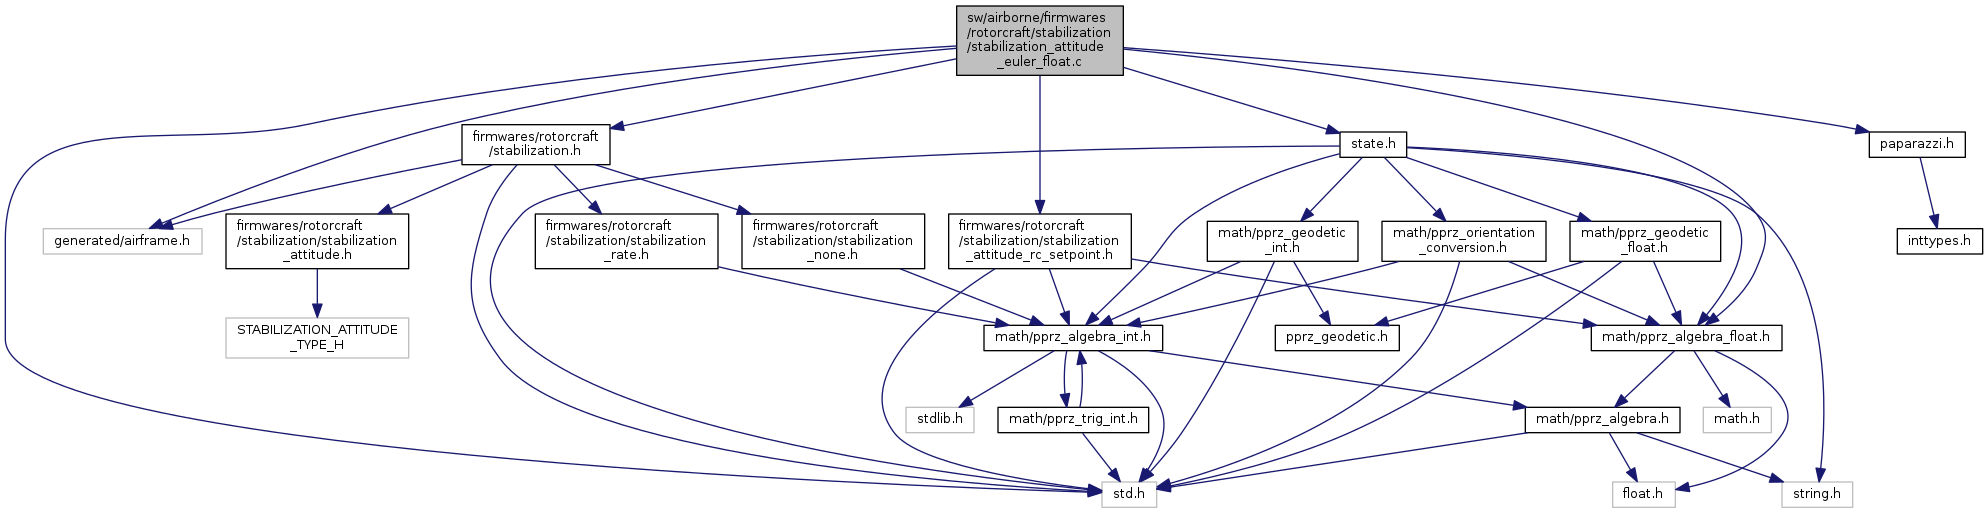 sw/airborne/firmwares
/rotorcraft/stabilization
/stabilization_attitude
_euler_float.c
firmwares/rotorcraft
/stabilization.h
state.h
paparazzi.h
generated/airframe.h
firmwares/rotorcraft
/stabilization/stabilization
_attitude.h
firmwares/rotorcraft
/stabilization/stabilization
_rate.h
firmwares/rotorcraft
/stabilization/stabilization
_none.h
firmwares/rotorcraft
/stabilization/stabilization
_attitude_rc_setpoint.h
math/pprz_geodetic
_int.h
math/pprz_orientation
_conversion.h
math/pprz_geodetic
_float.h
inttypes.h
STABILIZATION_ATTITUDE
_TYPE_H
math/pprz_algebra_int.h
pprz_geodetic.h
math/pprz_algebra_float.h
stdlib.h
math/pprz_trig_int.h
math/pprz_algebra.h
math.h
std.h
float.h
string.h